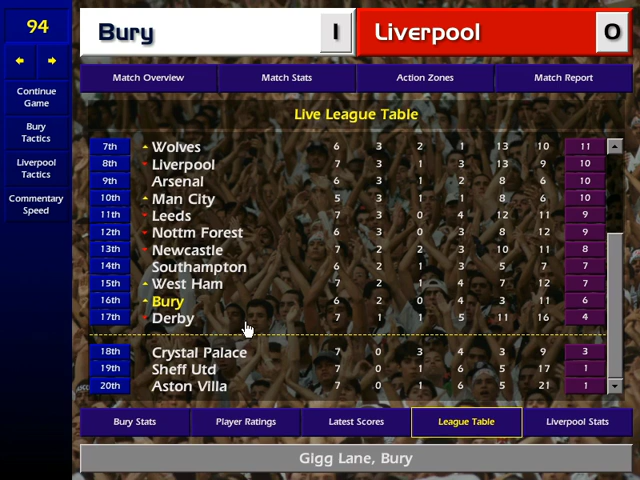 94
Bury 1 Liverpool 0
Match Overview Match Stats Action Zones Match Report
Continue Game
Bury Tactics
Liverpool Tactics
Commentary Speed
Live League Table
7th Wolves 6 3 2 1 13 10 11
8th Liverpool 7 3 1 3 13 9 10
9th Arsenal 6 3 1 2 8 6 10
10th Man City 5 3 1 1 8 6 10
11th Leeds 7 3 0 4 12 11 9
12th Nottm Forest 6 3 0 3 8 12 9
13th Newcastle 7 2 2 3 10 11 8
14th Southampton 6 2 1 3 5 7 7
15th West Ham 7 2 1 4 7 12 7
16th Bury 6 2 0 4 3 11 6
17th Derby 7 1 1 5 11 16 4
18th Crystal Palace 7 0 3 4 3 9 3
19th Sheff Utd 7 0 1 6 5 17 1
20th Aston Villa 7 0 1 6 5 21 1
Bury Stats Player Ratings Latest Scores League Table Liverpool Stats
Gigg Lane, Bury